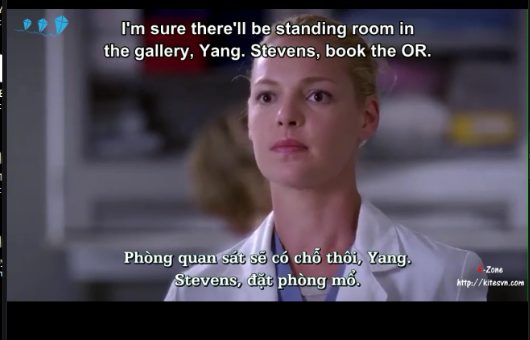 I'm sure there'll be standing room in
the gallery, Yang. Stevens, book the OR.
Phòng quan sát sẽ có chỗ thôi, Yang.
Stevens, đặt phòng mổ.
-Zone
http://kitesvn.com